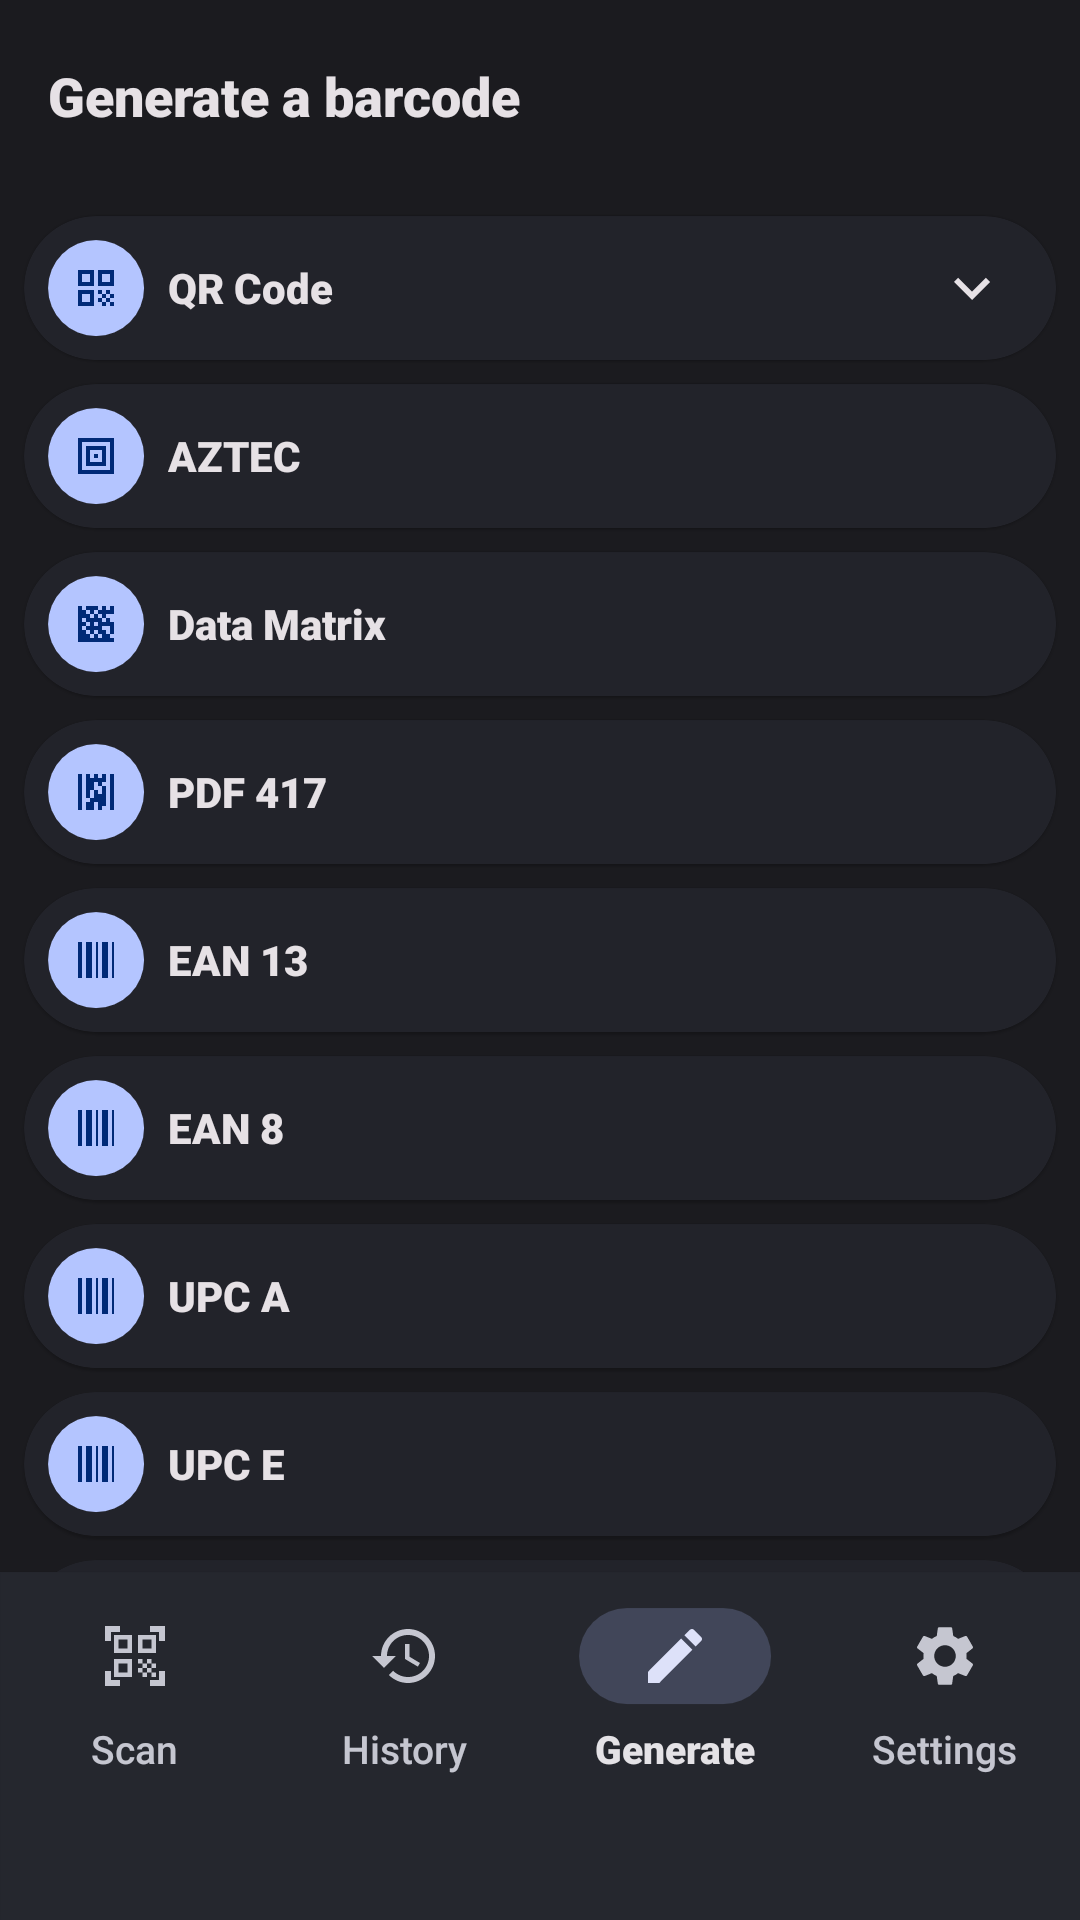 Generate a barcode
QR Code
AZTEC
Data Matrix
PDF 417
EAN 13
EAN 8
UPC A
UPC E
Scan
History
Generate
Settings